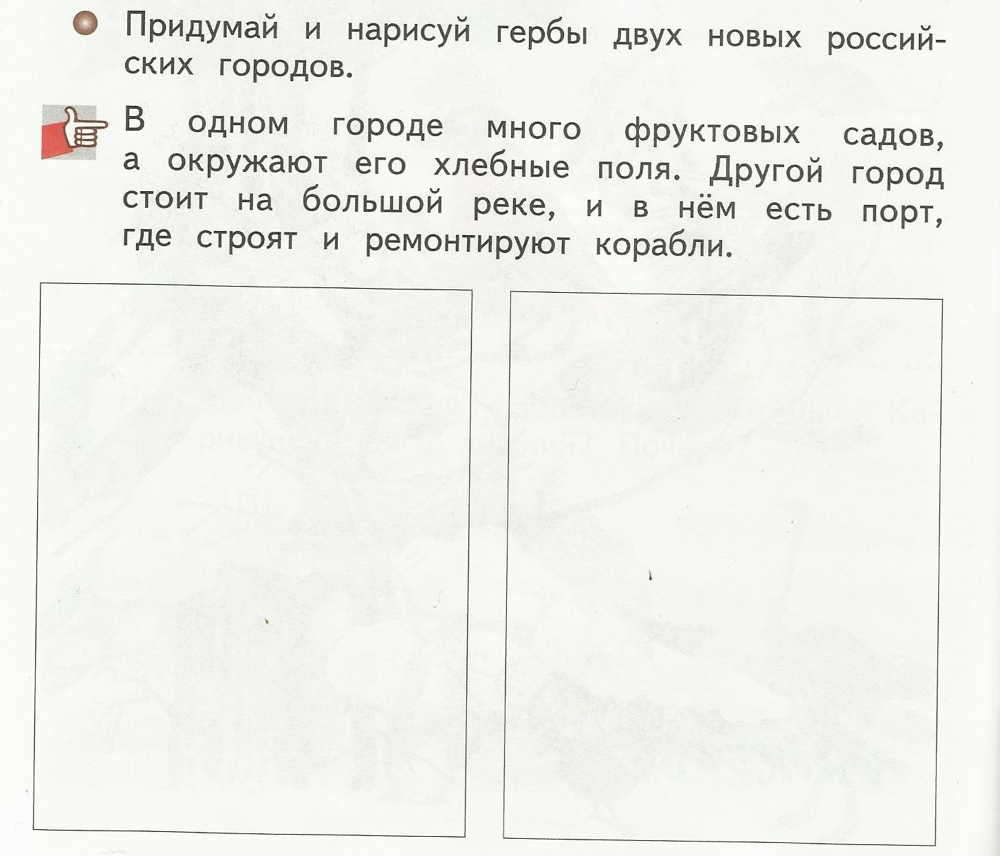 Придумай и нарисуй гербы двух новых россий-
ских городов.
В одном городе много фруктовых садов,
а окружают его хлебные поля. Другой город
стоит на большой реке, и в нём есть порт,
где строят и ремонтируют корабли.